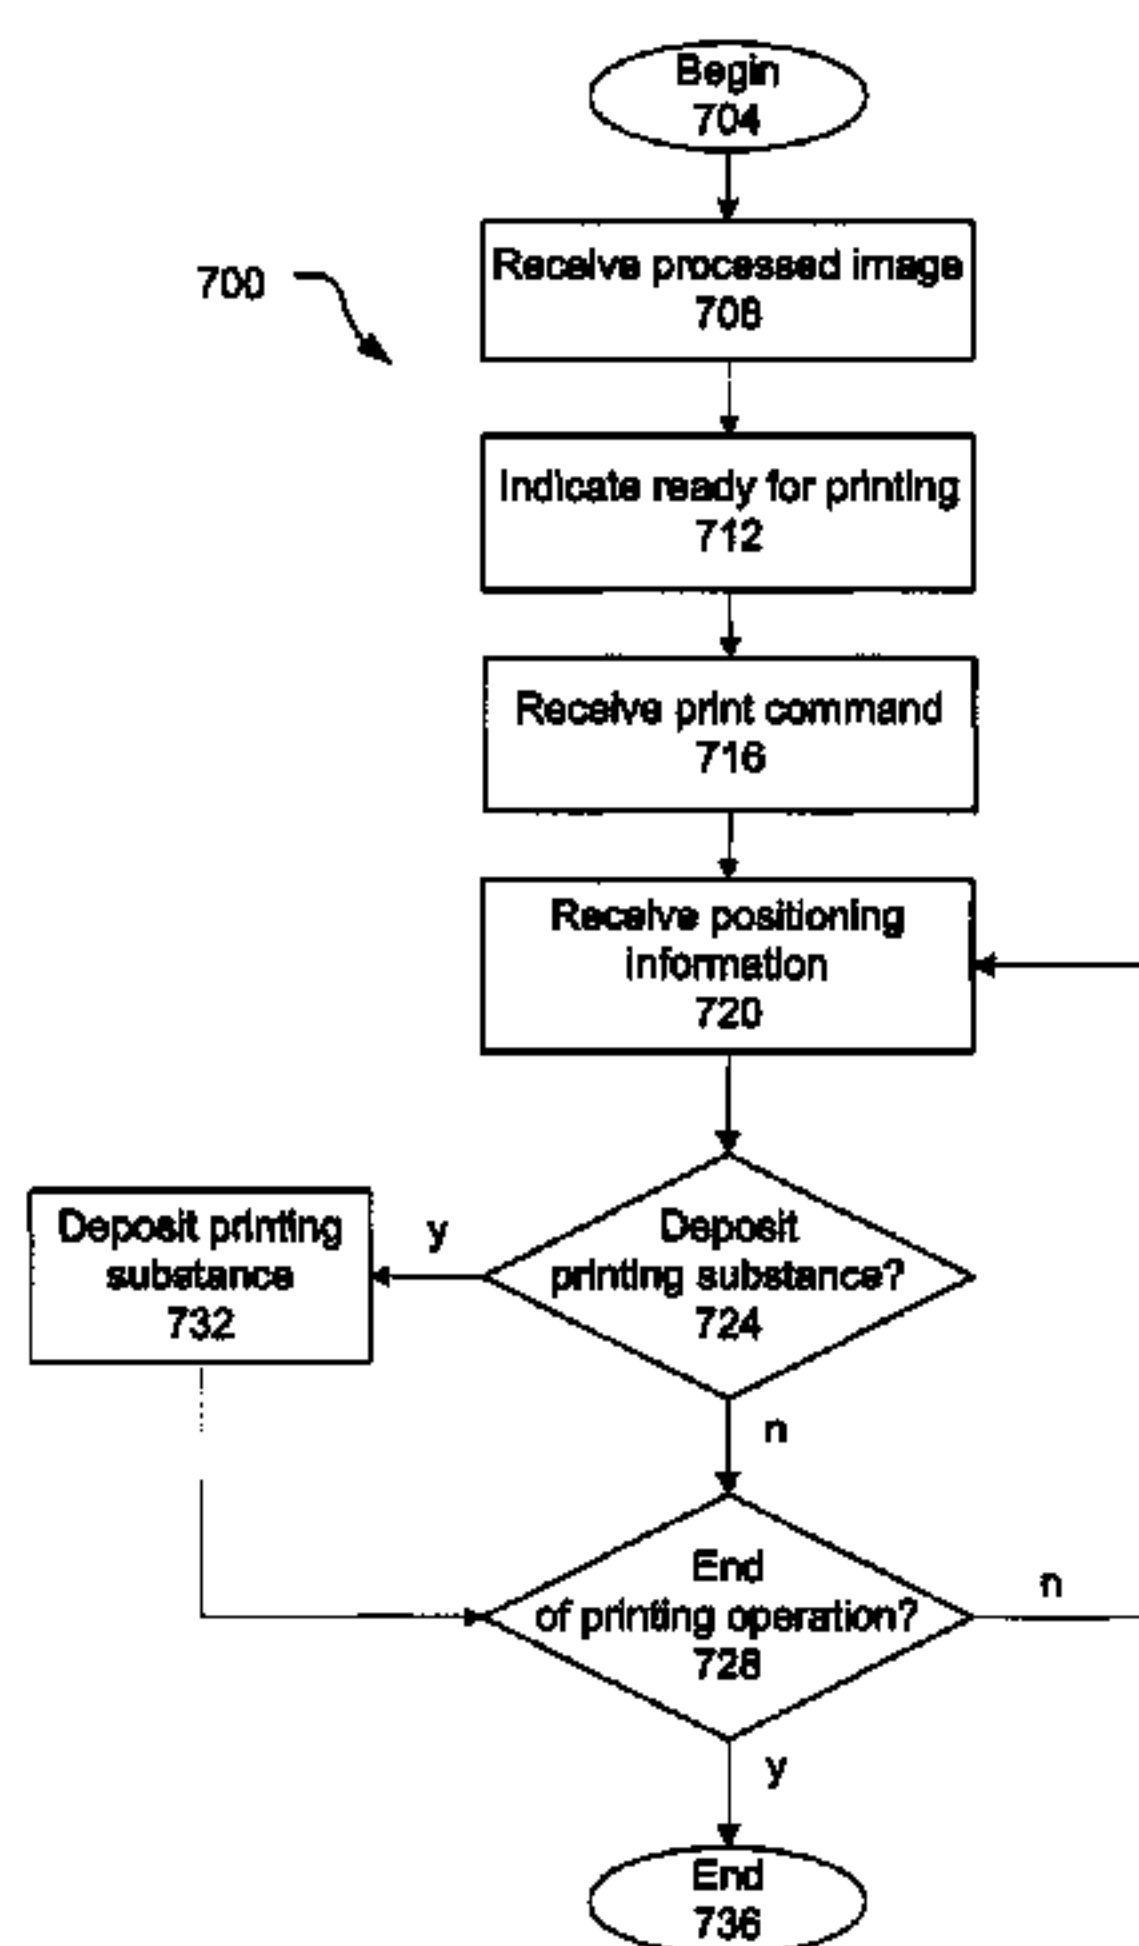 Begin
704
700
Receive processed image
708
Indicate ready for printing
712
Receive print command
716
Receive positioning
information
720
Deposit
printing substance?
724
y
Deposit printing
substance
732
n
End
of printing operation?
728
n
y
End
736